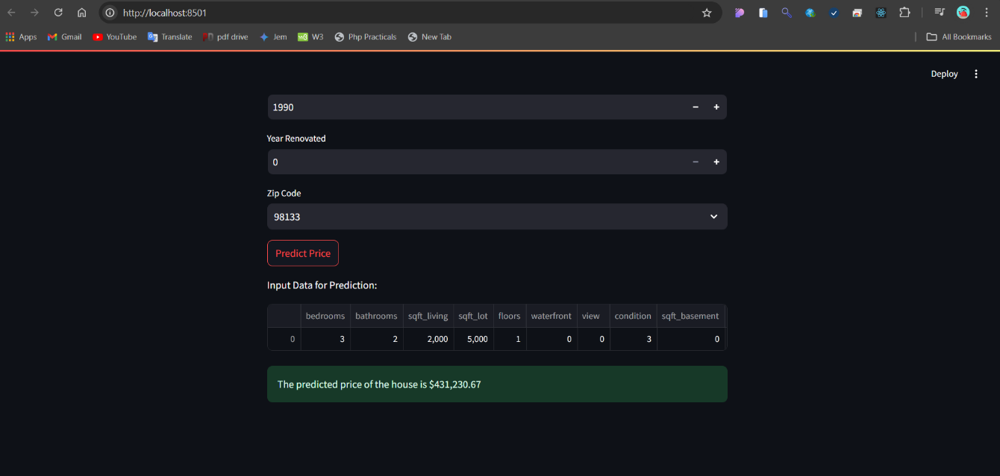 http://localhost:8501
Apps Gmail YouTube Translate pdf drive Jem W3 Php Practicals New Tab All Bookmarks
Deploy
1990 − +
Year Renovated
0 − +
Zip Code
98133
Predict Price
Input Data for Prediction:
bedrooms bathrooms sqft_living sqft_lot floors waterfront view condition sqft_basement
0 3 2 2,000 5,000 1 0 0 3 0
The predicted price of the house is $431,230.67